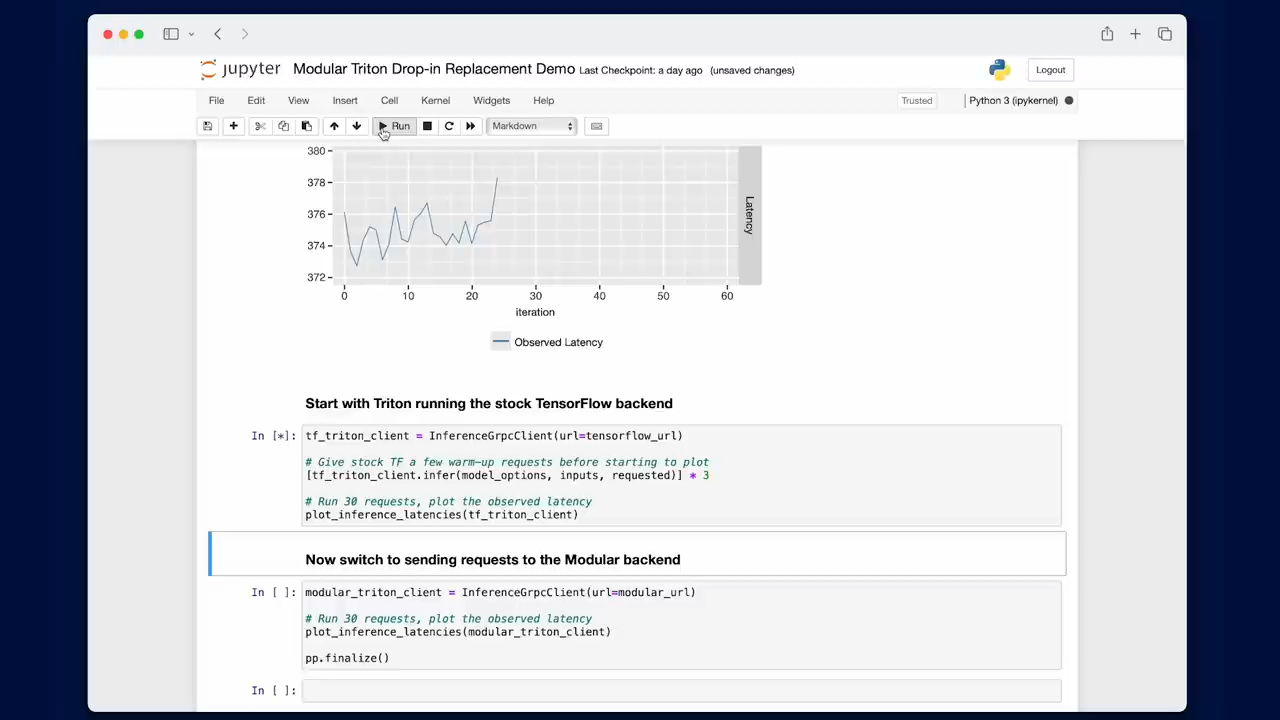 jupyter Modular Triton Drop-in Replacement Demo Last Checkpoint: a day ago (unsaved changes) Logout
File Edit View Insert Cell Kernel Widgets Help Trusted Python 3 (ipykernel)
Run Markdown
380
378
376
374
372
Latency
0 10 20 30 40 50 60
iteration
Observed Latency
Start with Triton running the stock TensorFlow backend
In [*]: tf_triton_client = InferenceGrpcClient(url=tensorflow_url)
# Give stock TF a few warm-up requests before starting to plot
[tf_triton_client.infer(model_options, inputs, requested)] * 3
# Run 30 requests, plot the observed latency
plot_inference_latencies(tf_triton_client)
Now switch to sending requests to the Modular backend
In [ ]: modular_triton_client = InferenceGrpcClient(url=modular_url)
# Run 30 requests, plot the observed latency
plot_inference_latencies(modular_triton_client)
pp.finalize()
In [ ]: